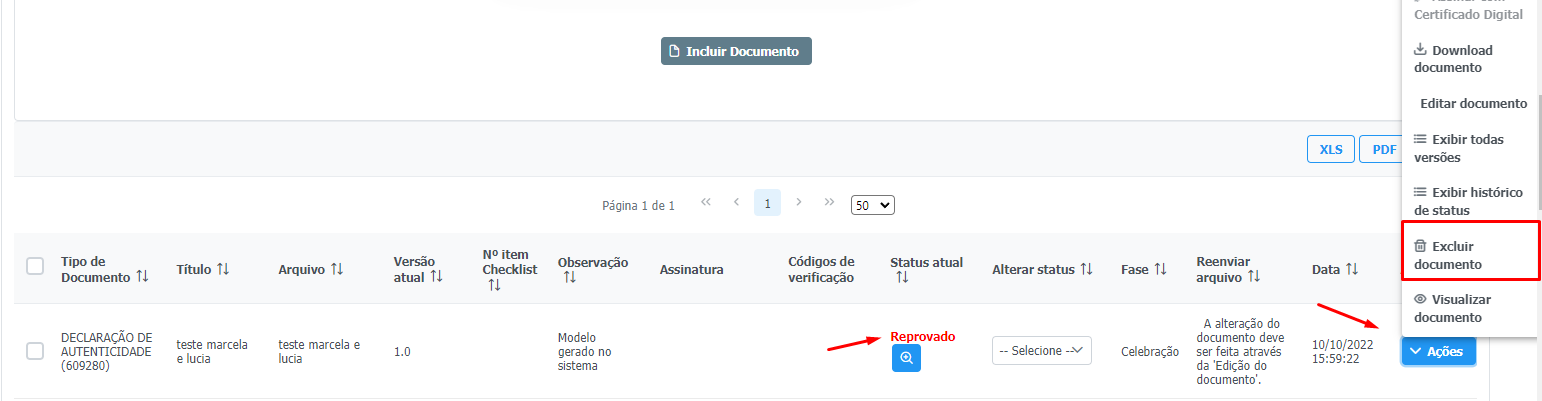 Assinar com
Certificado Digital
Incluir Documento
Download
documento
Editar documento
XLS
PDF
Exibir todas
versões
Página 1 de 1
1
50
Exibir histórico
de status
Excluir
documento
Visualizar
documento
Tipo de
Documento
Título
Arquivo
Versão
atual
Nº item
Checklist
Observação
Assinatura
Códigos de
verificação
Status atual
Alterar status
Fase
Reenviar
arquivo
Data
DECLARAÇÃO DE
AUTENTICIDADE
(609280)
teste marcela
e lucia
teste marcela e
lucia
1.0
Modelo
gerado no
sistema
Reprovado
-- Selecione --
Celebração
A alteração do
documento deve
ser feita através
da 'Edição do
documento'.
10/10/2022
15:59:22
Ações